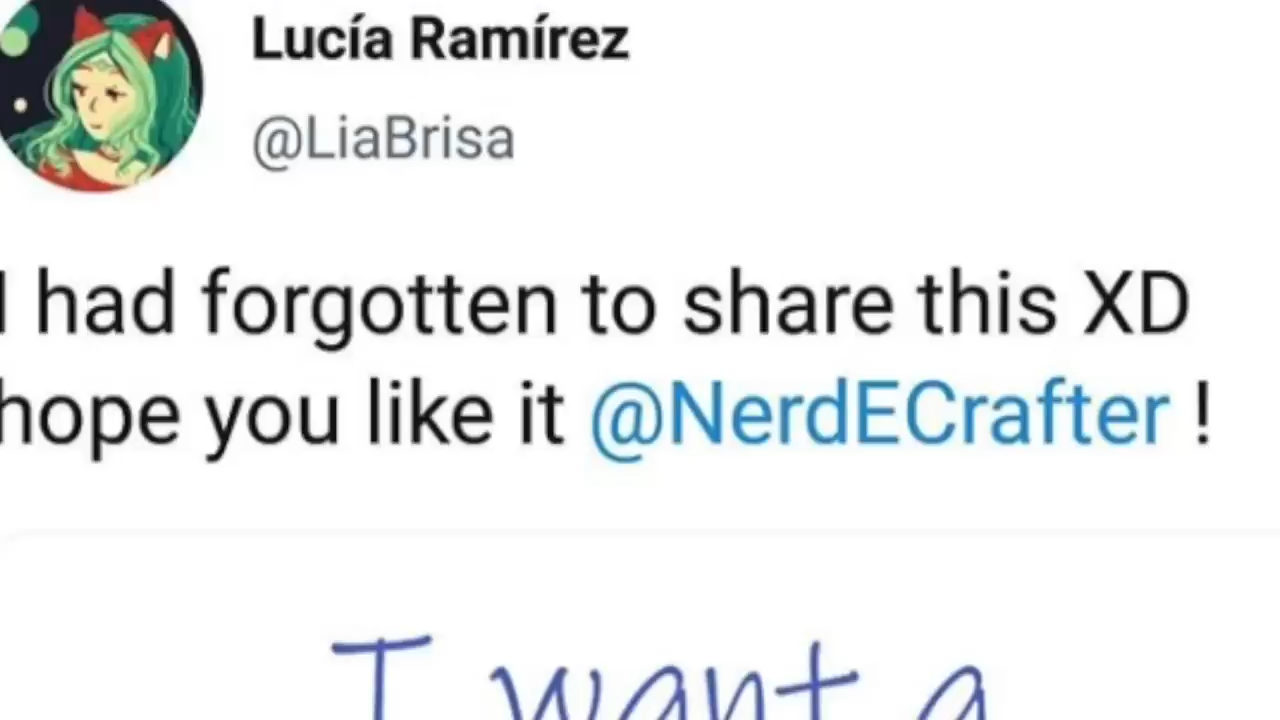 Lucía Ramírez
@LiaBrisa
I had forgotten to share this XD
hope you like it @NerdECrafter !
I want a